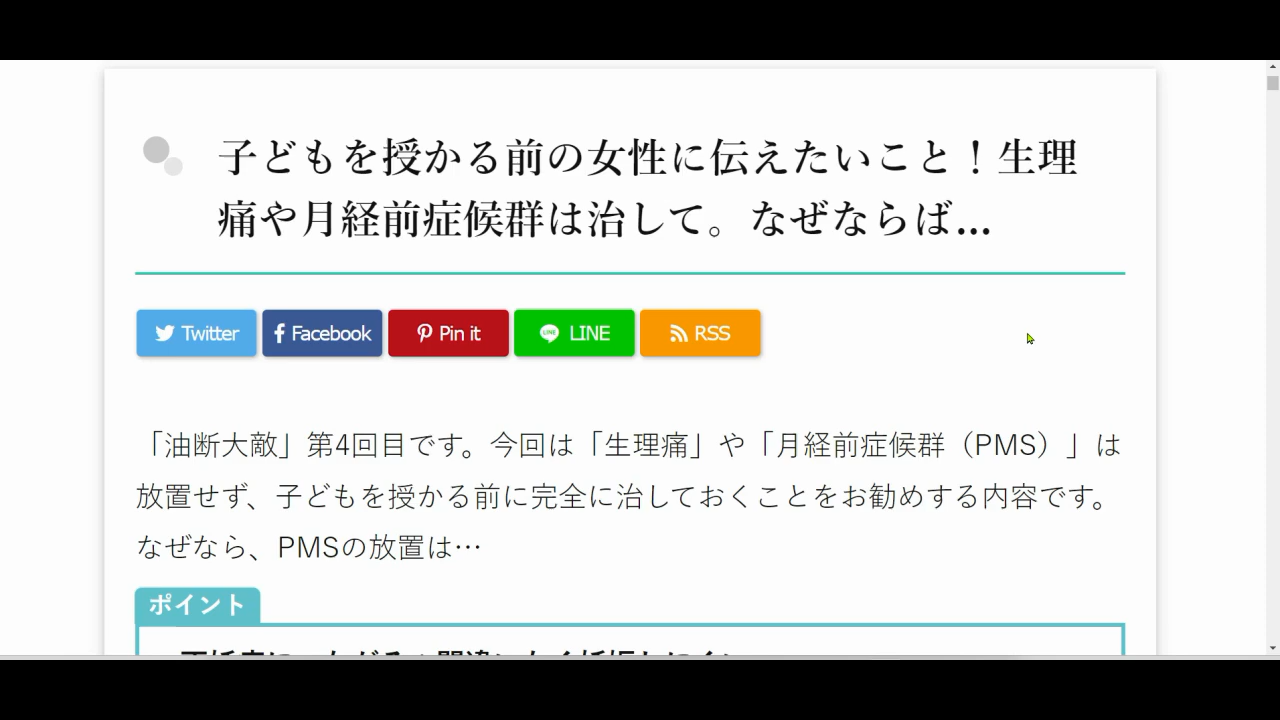 子どもを授かる前の女性に伝えたいこと！生理
痛や月経前症候群は治して。なぜならば…
Twitter
Facebook
Pin it
LINE
RSS
「油断大敵」第4回目です。今回は「生理痛」や「月経前症候群（PMS）」は
放置せず、子どもを授かる前に完全に治しておくことをお勧めする内容です。
なぜなら、PMSの放置は…
ポイント